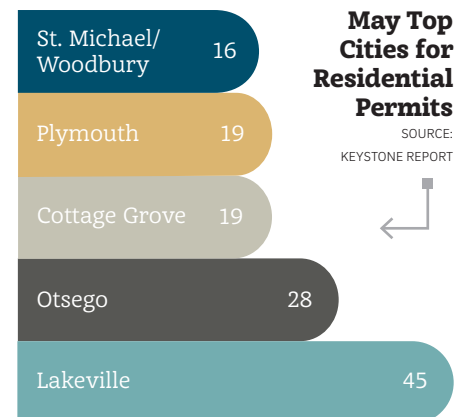 May Top
Cities for
Residential
Permits
SOURCE:
KEYSTONE REPORT
St. Michael/
Woodbury 16
Plymouth 19
Cottage Grove 19
Otsego 28
Lakeville 45